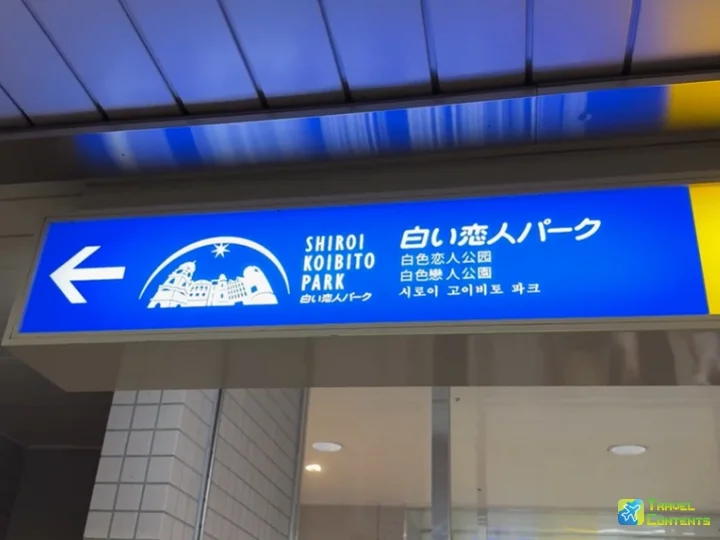 SHIROI
KOIBITO
PARK
白い恋人パーク
白い恋人パーク
白色恋人公园
白色戀人公園
시로이 고이비토 파크
TRAVEL
CONTENTS